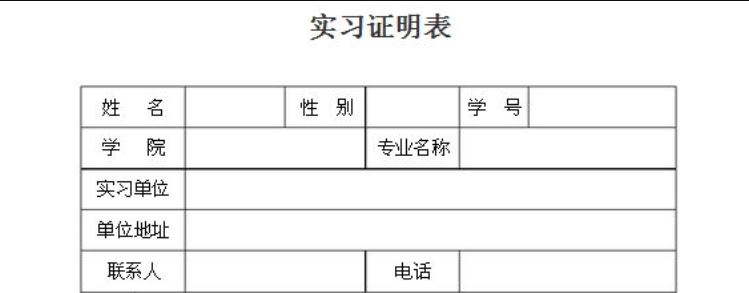 实习证明表
姓 名 性 别 学 号
学 院 专业名称
实习单位
单位地址
联系人 电话